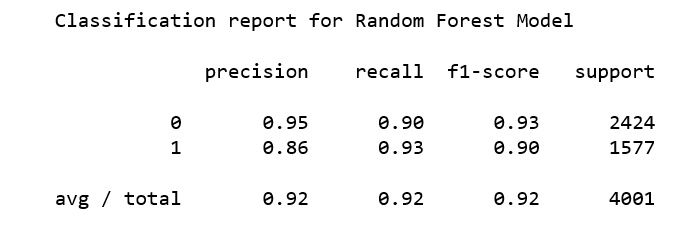 Classification report for Random Forest Model
precision recall f1-score support
0 0.95 0.90 0.93 2424
1 0.86 0.93 0.90 1577
avg / total 0.92 0.92 0.92 4001